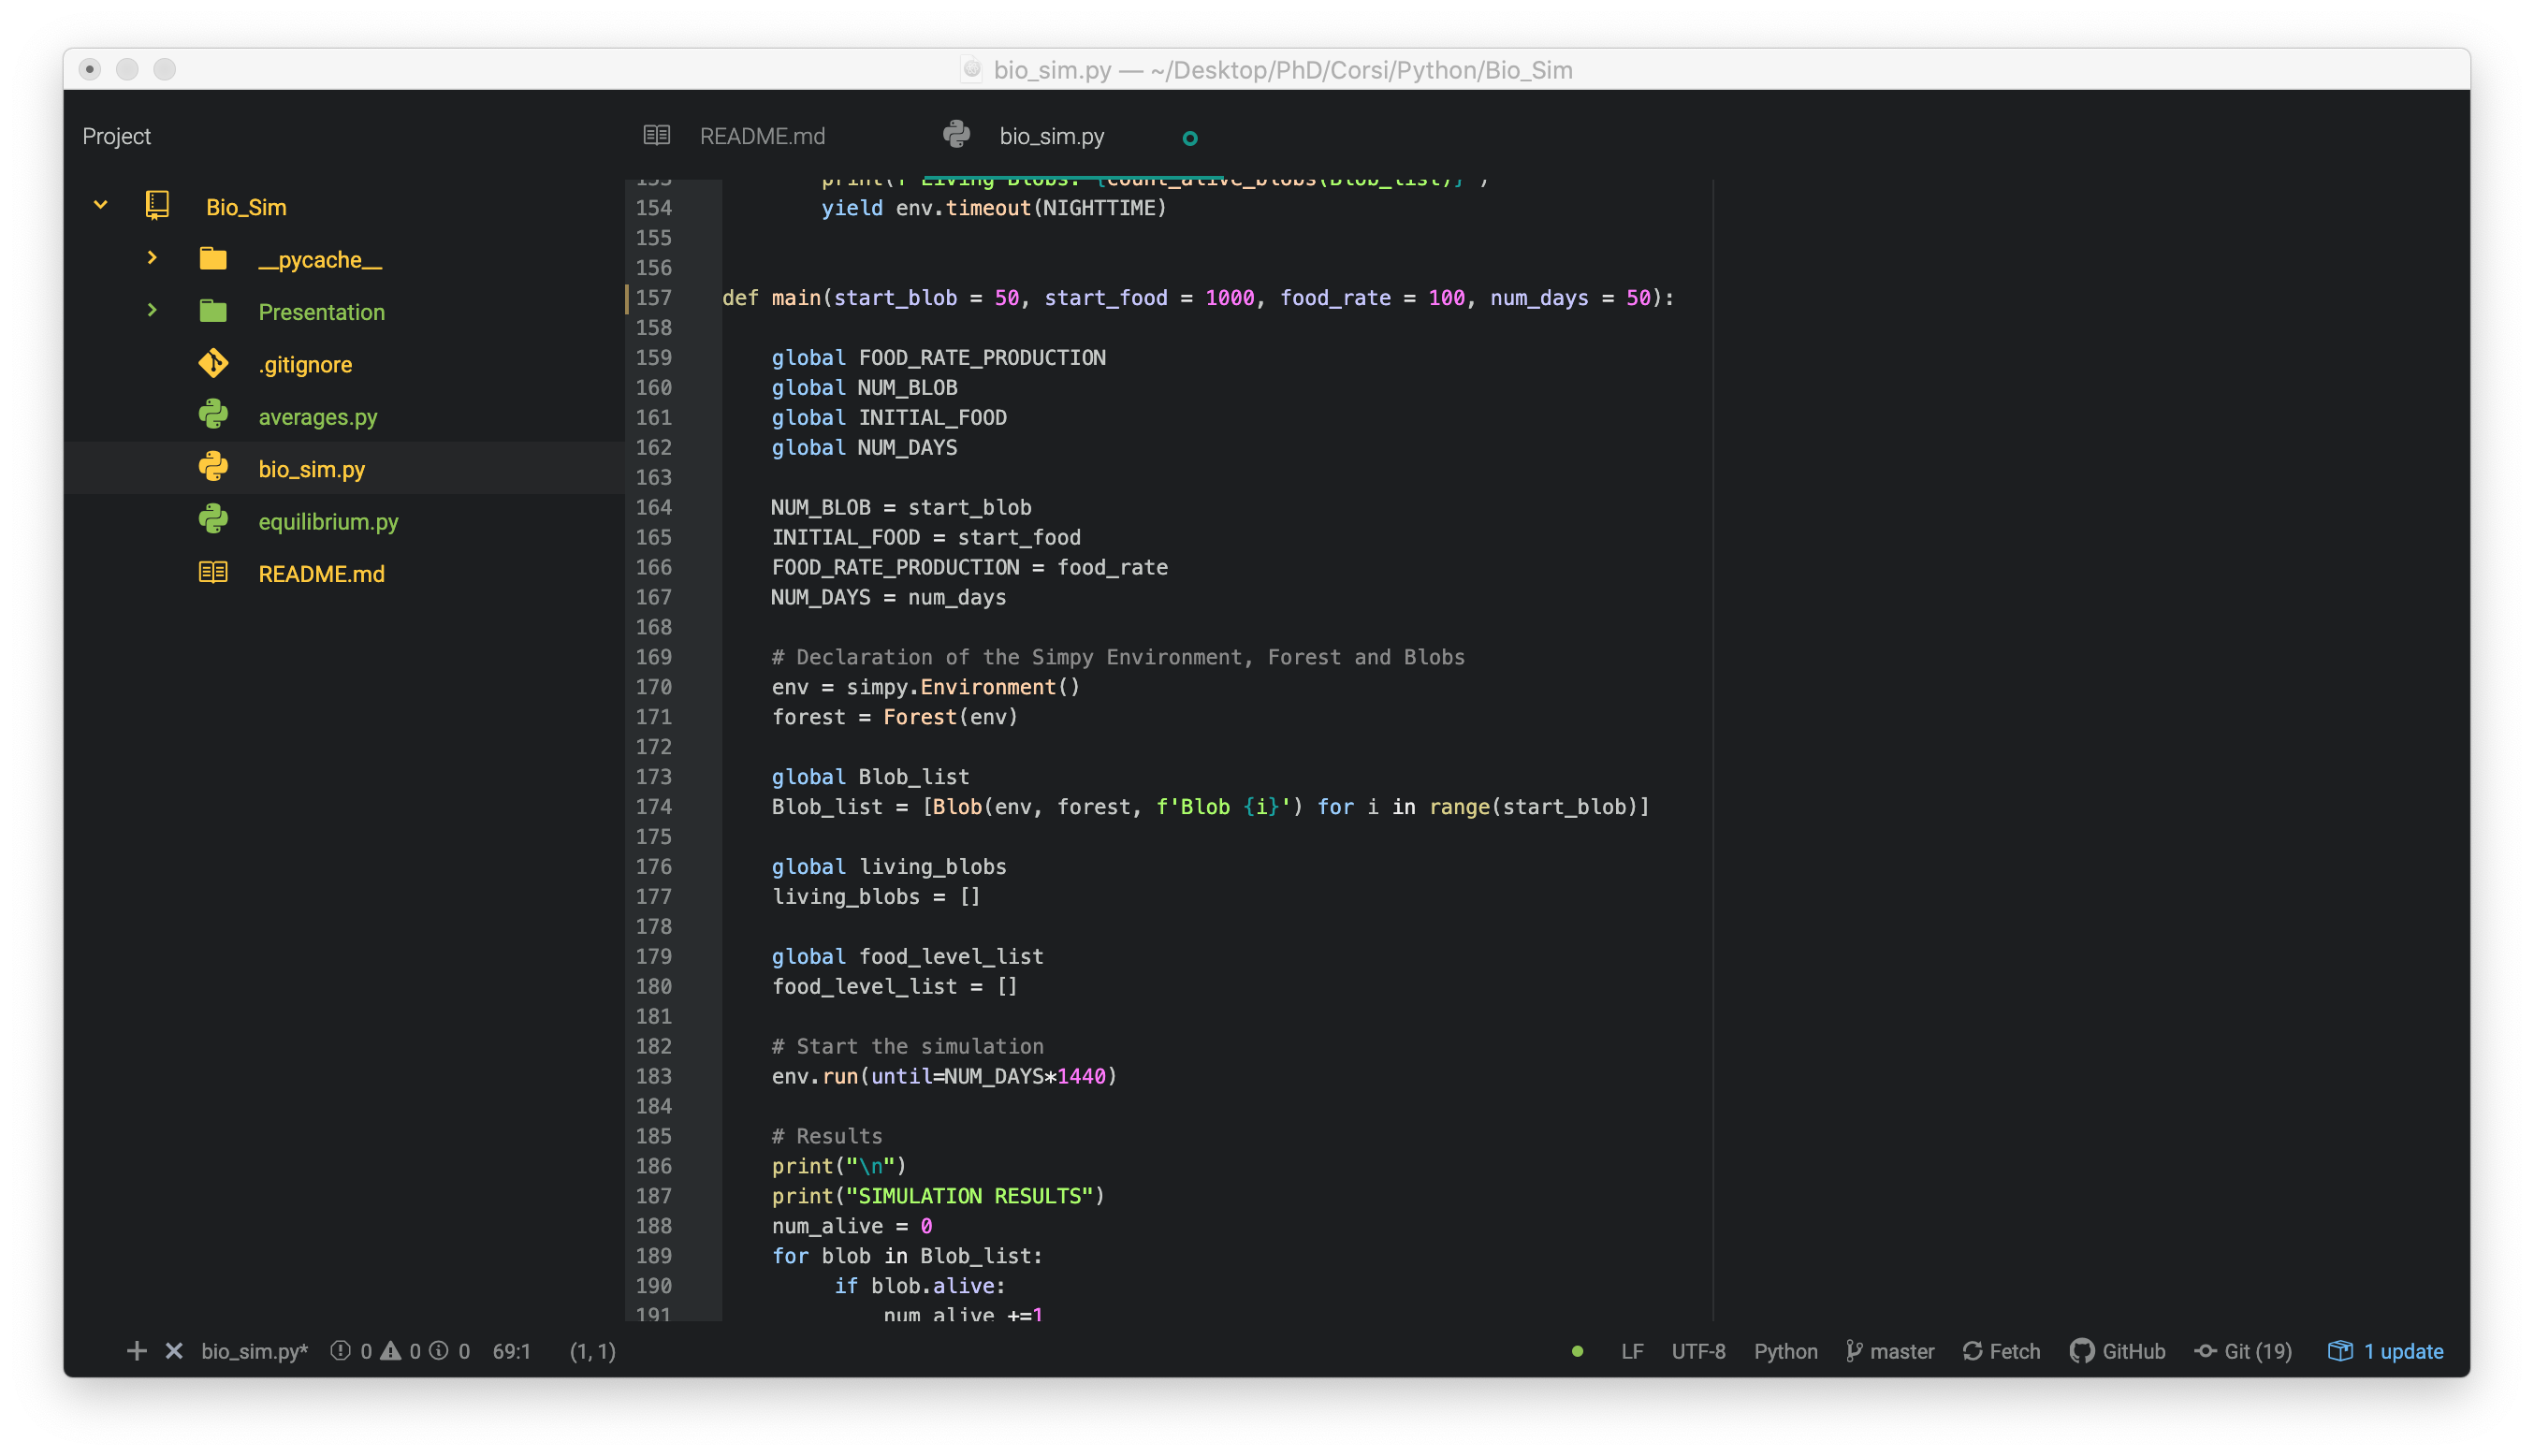 bio_sim.py — ~/Desktop/PhD/Corsi/Python/Bio_Sim
Project
README.md
bio_sim.py
Bio_Sim
__pycache__
Presentation
.gitignore
averages.py
bio_sim.py
equilibrium.py
README.md
153         print(f'Living Blobs: {count_alive_blobs(Blob_list)}')
154         yield env.timeout(NIGHTTIME)
155
156
157 def main(start_blob = 50, start_food = 1000, food_rate = 100, num_days = 50):
158
159     global FOOD_RATE_PRODUCTION
160     global NUM_BLOB
161     global INITIAL_FOOD
162     global NUM_DAYS
163
164     NUM_BLOB = start_blob
165     INITIAL_FOOD = start_food
166     FOOD_RATE_PRODUCTION = food_rate
167     NUM_DAYS = num_days
168
169     # Declaration of the Simpy Environment, Forest and Blobs
170     env = simpy.Environment()
171     forest = Forest(env)
172
173     global Blob_list
174     Blob_list = [Blob(env, forest, f'Blob {i}') for i in range(start_blob)]
175
176     global living_blobs
177     living_blobs = []
178
179     global food_level_list
180     food_level_list = []
181
182     # Start the simulation
183     env.run(until=NUM_DAYS*1440)
184
185     # Results
186     print("\n")
187     print("SIMULATION RESULTS")
188     num_alive = 0
189     for blob in Blob_list:
190          if blob.alive:
191              num_alive +=1
bio_sim.py* 0 0 0 69:1 (1, 1) LF UTF-8 Python master Fetch GitHub Git (19) 1 update